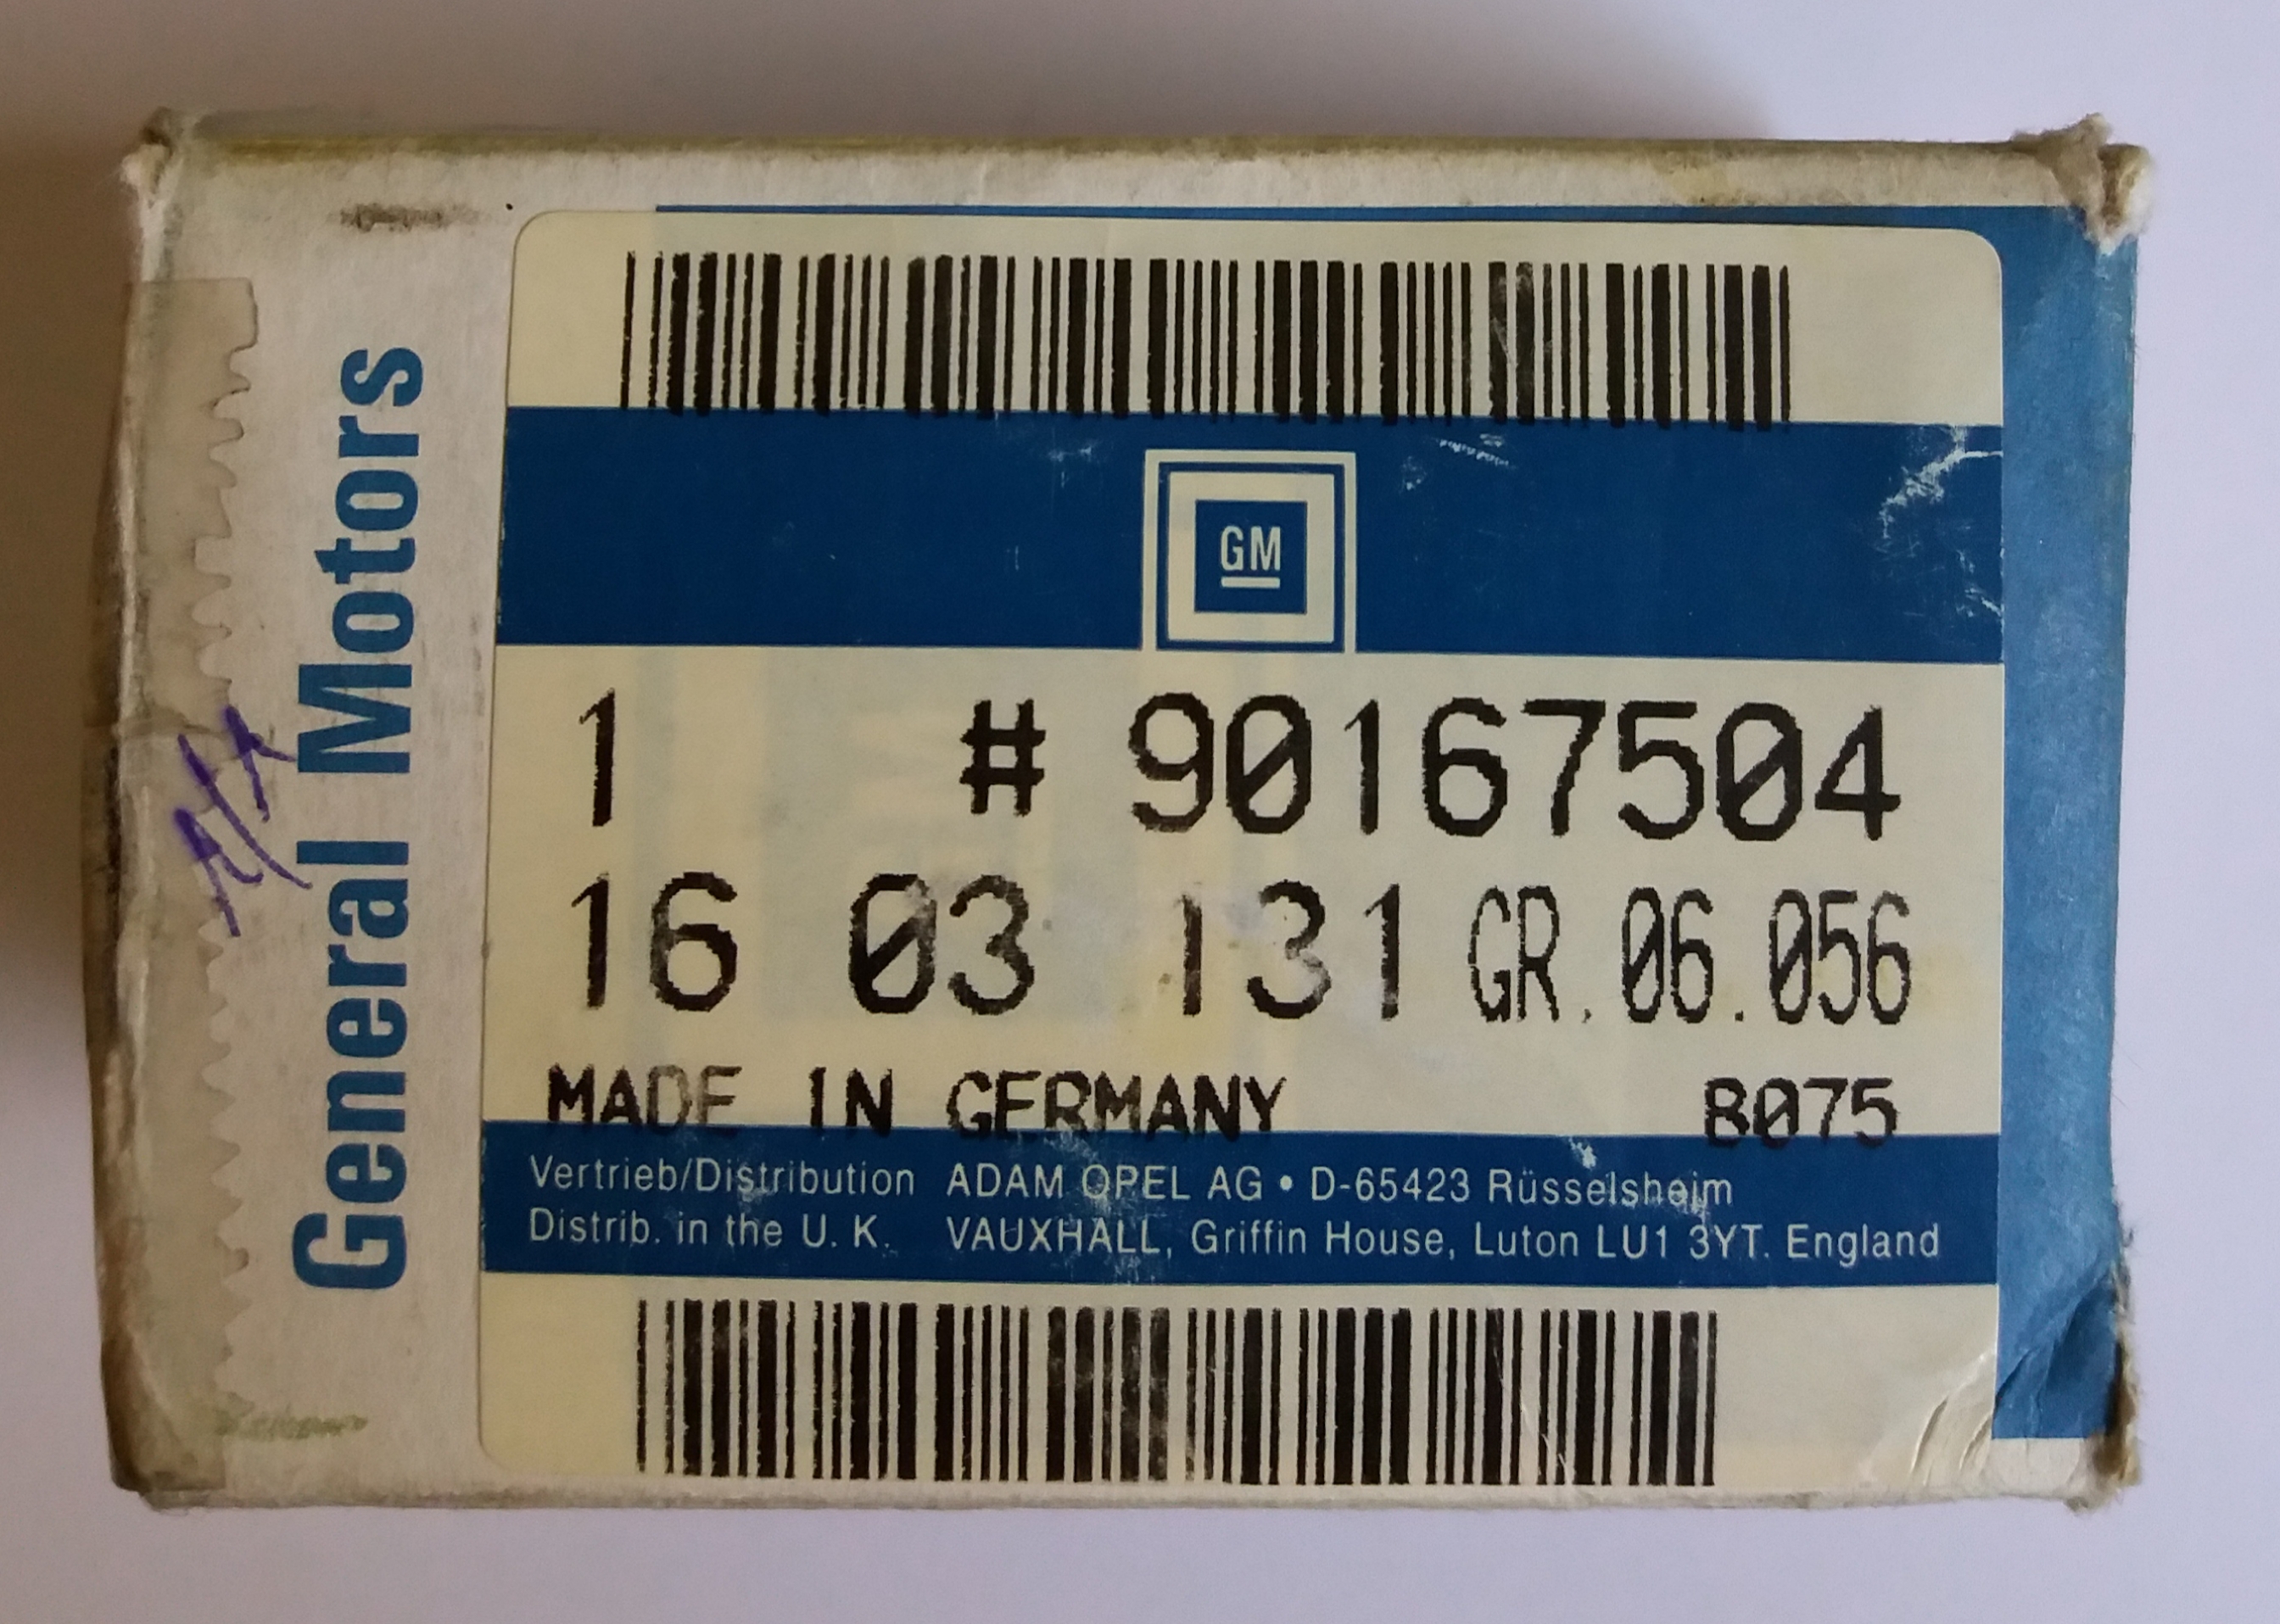 General Motors
GM
1 # 90167504
16 03 131 GR. 06.056
MADE IN GERMANY 8075
Vertrieb/Distribution ADAM OPEL AG • D-65423 Rüsselsheim
Distrib. in the U. K. VAUXHALL, Griffin House, Luton LU1 3YT. England